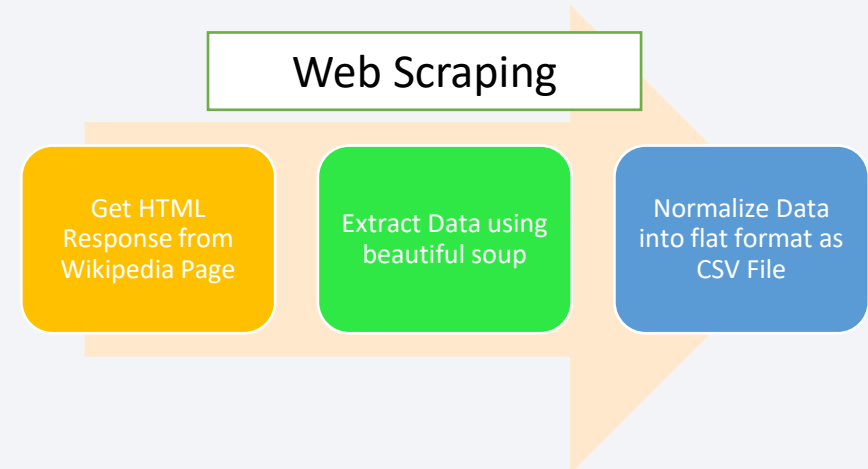 Web Scraping
Get HTML
Response from
Wikipedia Page
Extract Data using
beautiful soup
Normalize Data
into flat format as
CSV File